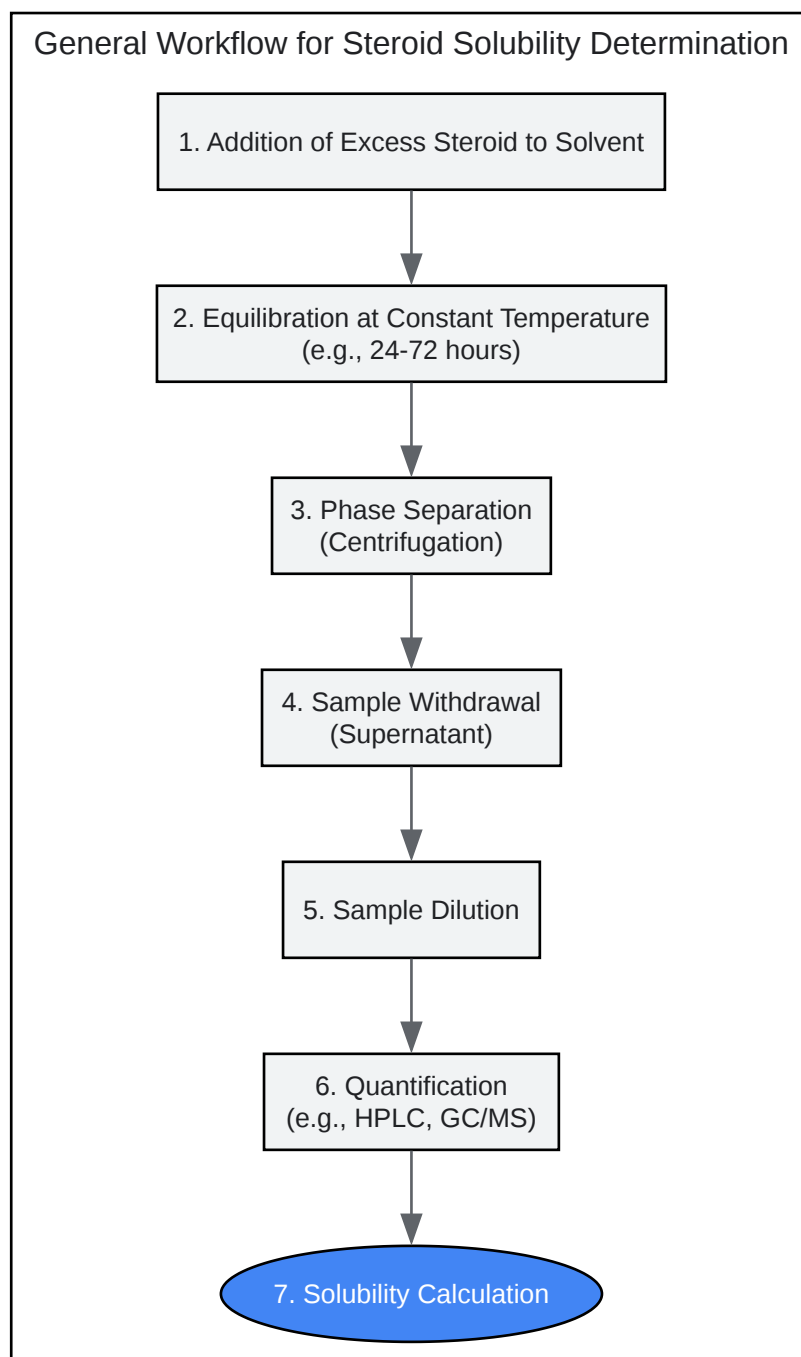 General Workflow for Steroid Solubility Determination
1. Addition of Excess Steroid to Solvent
2. Equilibration at Constant Temperature
(e.g., 24-72 hours)
3. Phase Separation
(Centrifugation)
4. Sample Withdrawal
(Supernatant)
5. Sample Dilution
6. Quantification
(e.g., HPLC, GC/MS)
7. Solubility Calculation